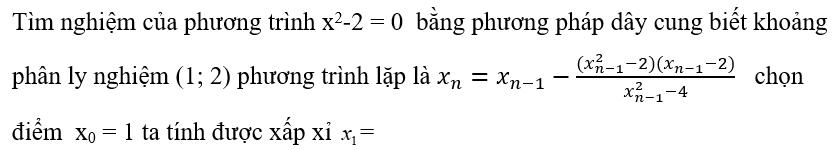 Tìm nghiệm của phương trình x²-2 = 0 bằng phương pháp dây cung biết khoảng
phân ly nghiệm (1; 2) phương trình lặp là $x_n = x_{n-1} - \frac{(x_{n-1}^2-2)(x_{n-1}-2)}{x_{n-1}^2-4}$ chọn
điểm x₀ = 1 ta tính được xấp xỉ x₁=